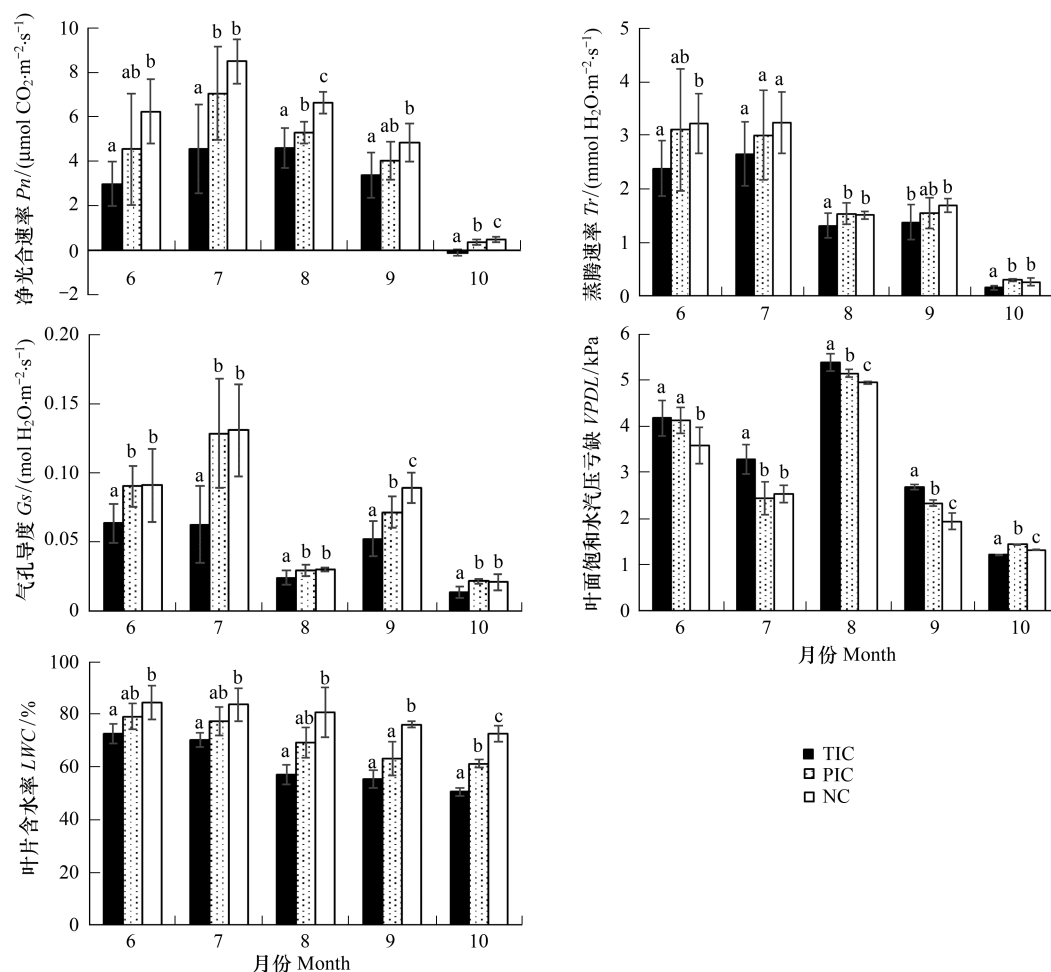 净光合速率 Pn/(μmol CO₂·m⁻²·s⁻¹)
10
8
6
4
2
0
−2
a ab b
a b b
a b c
a ab b
a b c
6 7 8 9 10
蒸腾速率 Tr/(mmol H₂O·m⁻²·s⁻¹)
5
4
3
2
1
0
a ab b
a a a
a b b
b ab b
a b b
6 7 8 9 10
气孔导度 Gs/(mol H₂O·m⁻²·s⁻¹)
0.20
0.15
0.10
0.05
0
a b b
a b b
a b b
a b c
a b b
6 7 8 9 10
叶面饱和水汽压亏缺 VPDL/kPa
6
5
4
3
2
1
0
a a b
a b b
a b c
a b c
a b c
6 7 8 9 10
月份 Month
叶片含水率 LWC/%
100
80
60
40
20
0
a ab b
a ab b
a ab b
a a b
a b c
6 7 8 9 10
月份 Month
TIC
PIC
NC